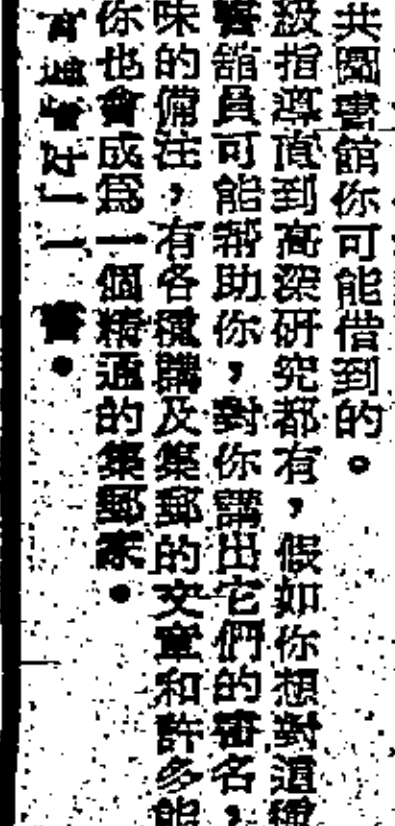 共圖書館你可能借到的。
級指導直到高深研究都有，假如你想對這種
書館員可能幫助你，對你講出它們的書名，
味的備注，有各種講及集郵的文章和許多能
你也會成爲一個精通的集郵家。